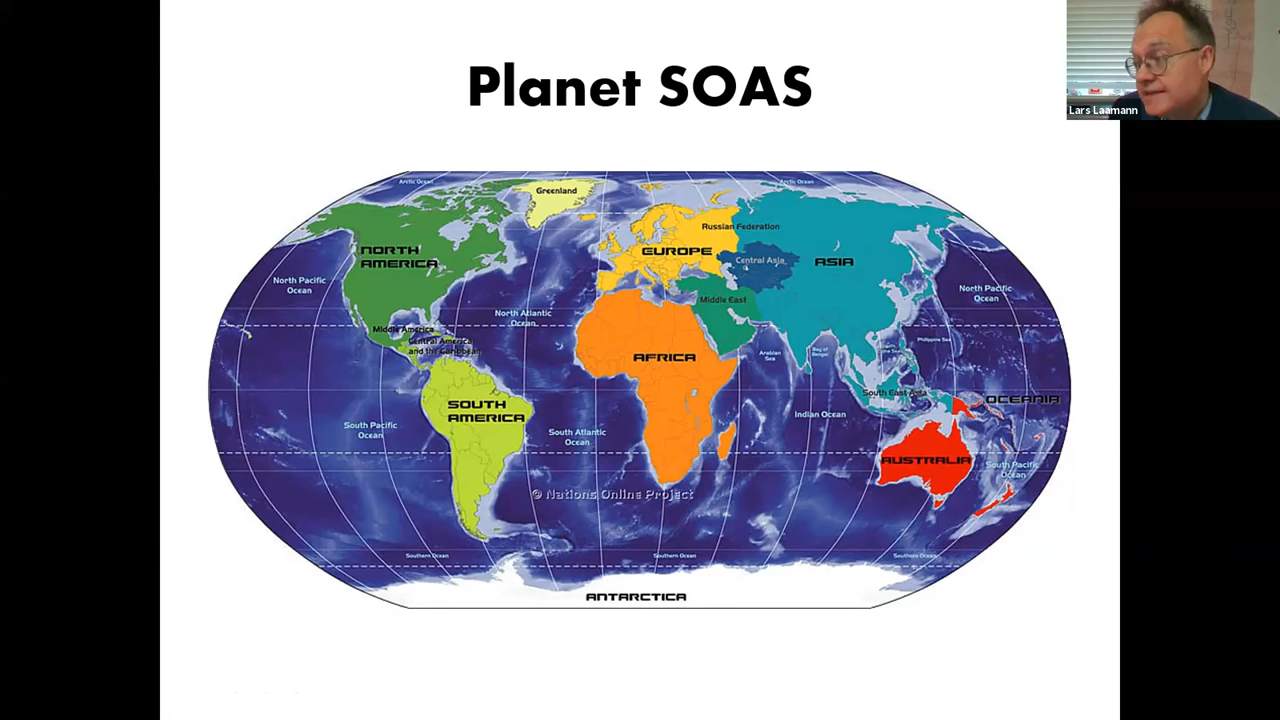 Planet SOAS
Lars Laamann
Arctic Ocean
Arctic Ocean
Greenland
Russian Federation
NORTH
AMERICA
EUROPE
Central Asia
ASIA
North Pacific
Ocean
North Pacific
Ocean
Middle East
North Atlantic
Ocean
Middle America
Central America
and the Caribbean
Philippine Sea
Arabian
Sea
Bay of
Bengal
AFRICA
South East Asia
OCEANIA
SOUTH
AMERICA
Indian Ocean
South Pacific
Ocean
South Atlantic
Ocean
AUSTRALIA
South Pacific
Ocean
© Nations Online Project
Southern Ocean
Southern Ocean
Southern Ocean
ANTARCTICA